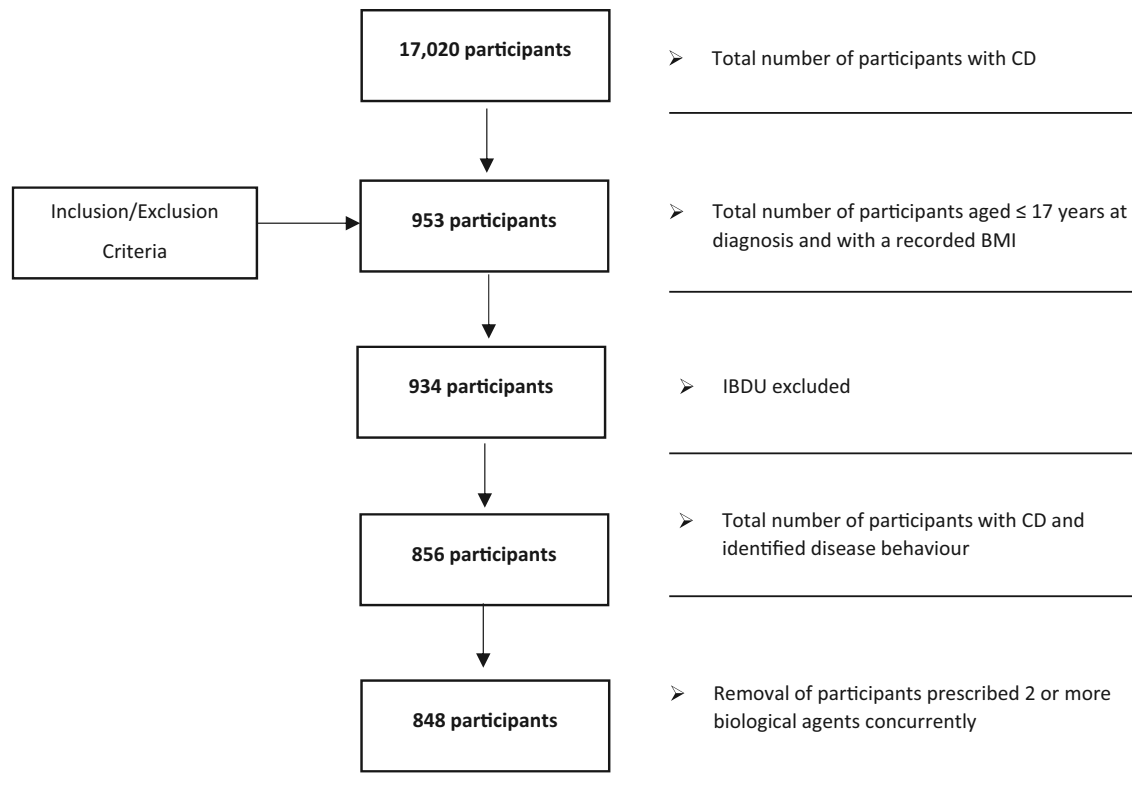 17,020 participants
➢ Total number of participants with CD
Inclusion/Exclusion
Criteria
953 participants
➢ Total number of participants aged ≤ 17 years at
diagnosis and with a recorded BMI
934 participants
➢ IBDU excluded
856 participants
➢ Total number of participants with CD and
identified disease behaviour
848 participants
➢ Removal of participants prescribed 2 or more
biological agents concurrently